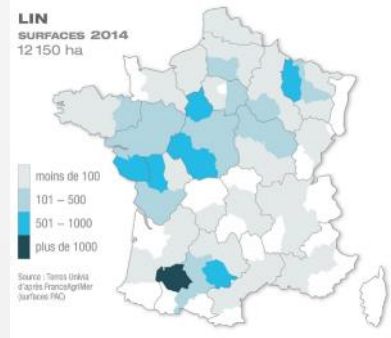 LIN
SURFACES 2014
12 150 ha
moins de 100
101 – 500
501 – 1000
plus de 1000
Source : Terres Univia
d'après FranceAgriMer
(surfaces PAC)